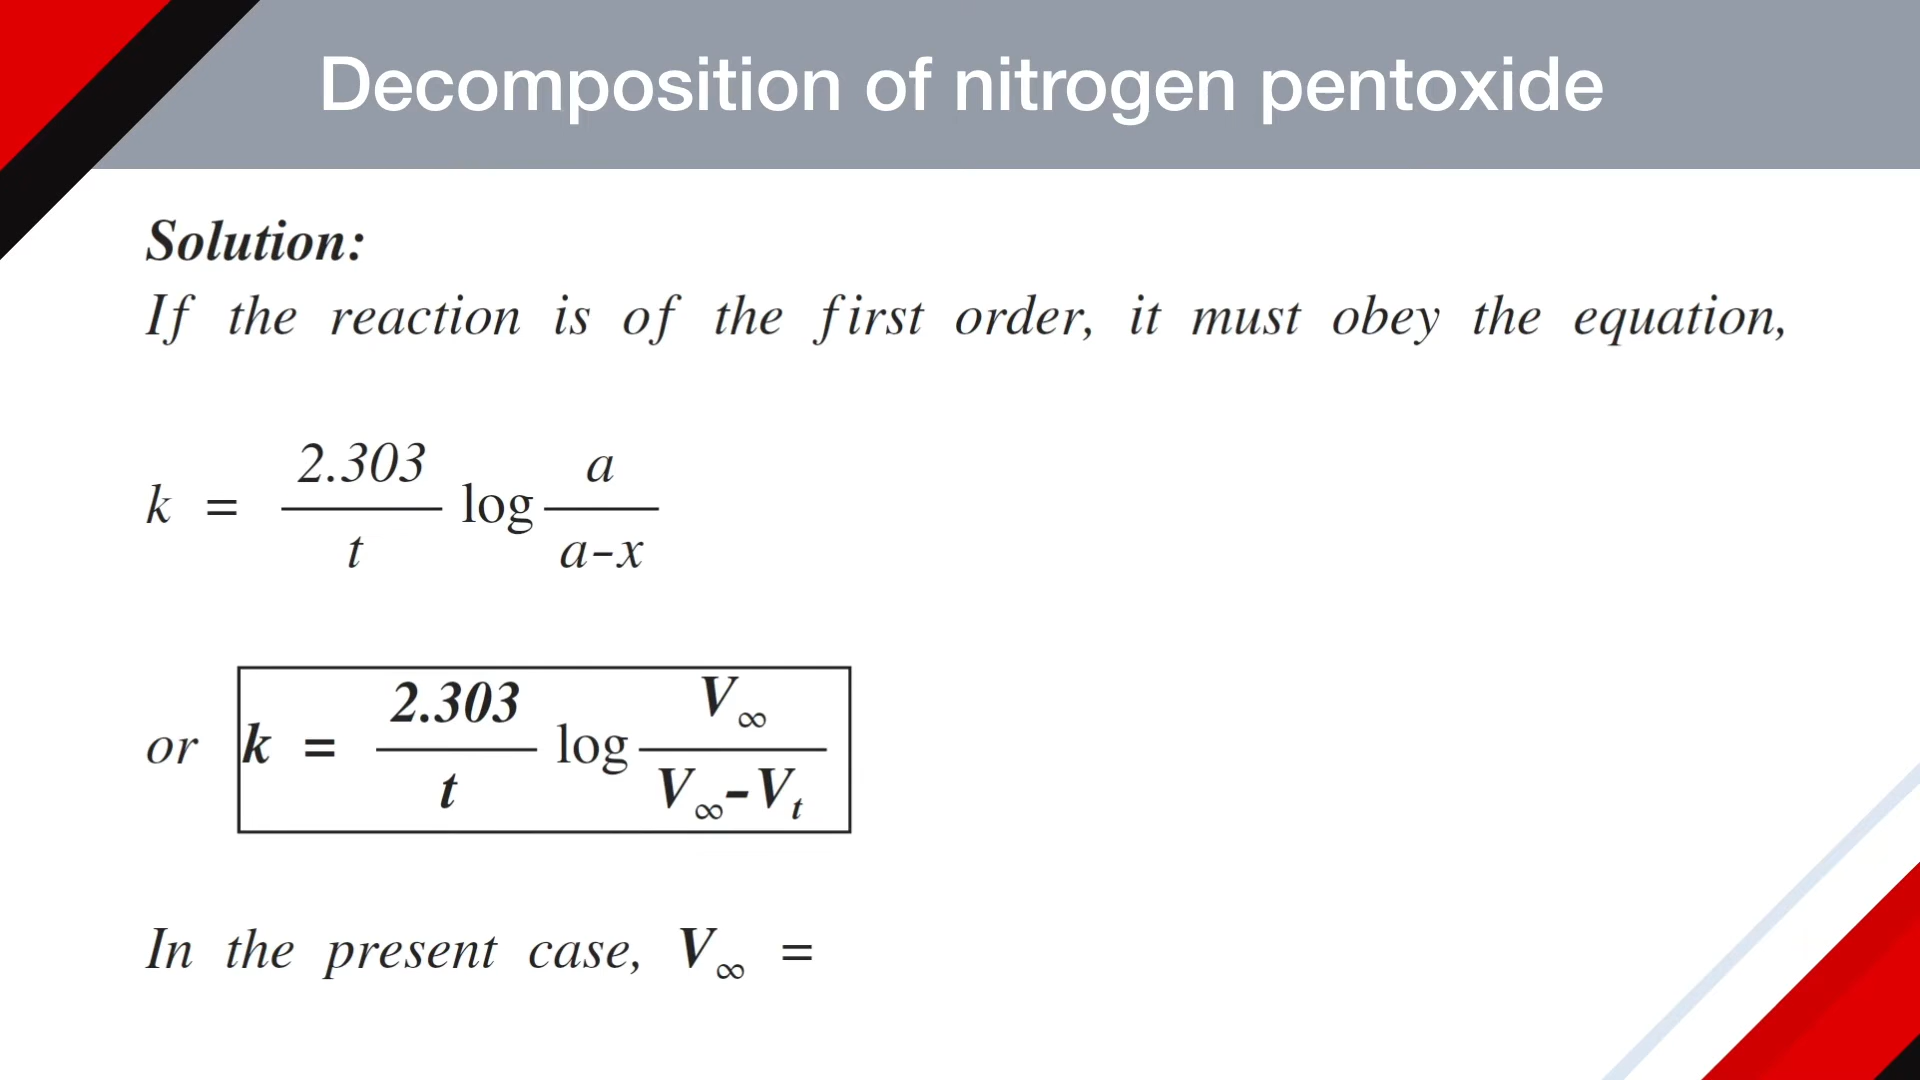 Decomposition of nitrogen pentoxide
Solution:
If the reaction is of the first order, it must obey the equation,
k = 2.303/t log a/a-x
or k = 2.303/t log V∞/V∞-Vt
In the present case, V∞ =